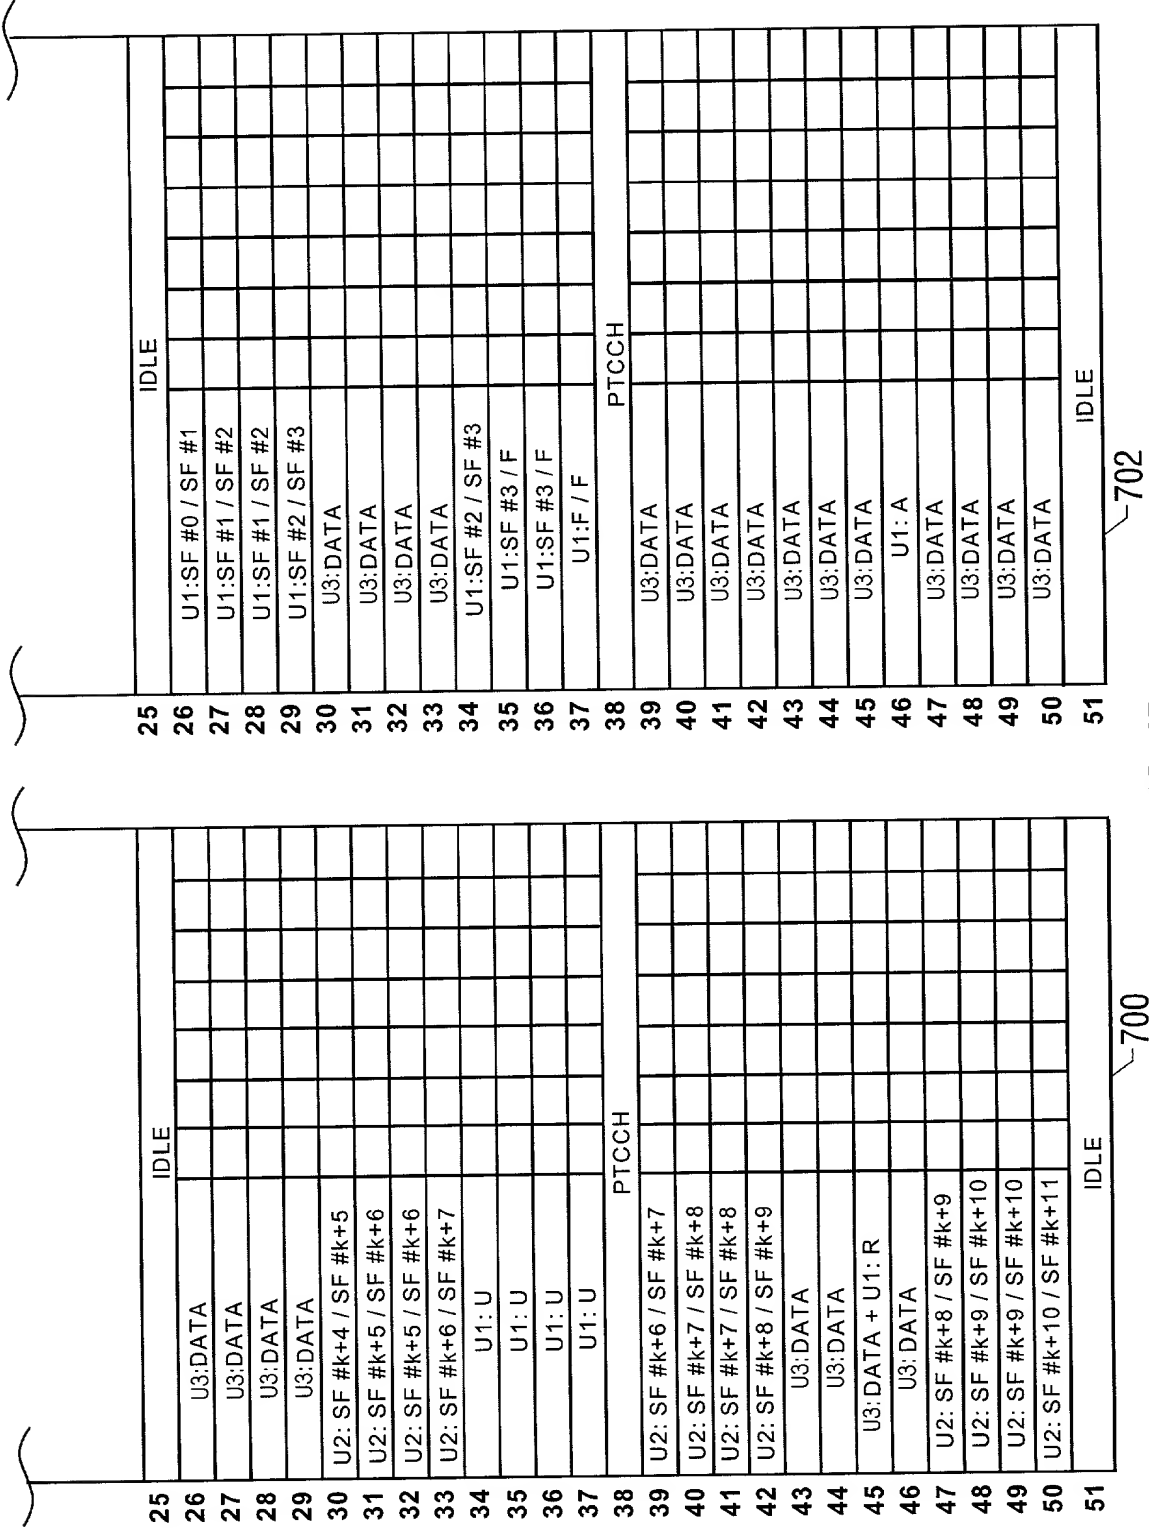 25 IDLE
26 U3:DATA
27 U3:DATA
28 U3:DATA
29 U3:DATA
30 U2: SF #k+4 / SF #k+5
31 U2: SF #k+5 / SF #k+6
32 U2: SF #k+5 / SF #k+6
33 U2: SF #k+6 / SF #k+7
34 U1: U
35 U1: U
36 U1: U
37 U1: U
38 PTCCH
39 U2: SF #k+6 / SF #k+7
40 U2: SF #k+7 / SF #k+8
41 U2: SF #k+7 / SF #k+8
42 U2: SF #k+8 / SF #k+9
43 U3:DATA
44 U3:DATA
45 U3: DATA + U1: R
46 U3: DATA
47 U2: SF #k+8 / SF #k+9
48 U2: SF #k+9 / SF #k+10
49 U2: SF #k+9 / SF #k+10
50 U2: SF #k+10 / SF #k+11
51 IDLE
700
25 IDLE
26 U1:SF #0 / SF #1
27 U1:SF #1 / SF #2
28 U1:SF #1 / SF #2
29 U1:SF #2 / SF #3
30 U3:DATA
31 U3:DATA
32 U3:DATA
33 U3:DATA
34 U1:SF #2 / SF #3
35 U1:SF #3 / F
36 U1:SF #3 / F
37 U1:F / F
38 PTCCH
39 U3:DATA
40 U3:DATA
41 U3:DATA
42 U3:DATA
43 U3:DATA
44 U3:DATA
45 U3:DATA
46 U1: A
47 U3:DATA
48 U3:DATA
49 U3:DATA
50 U3:DATA
51 IDLE
702